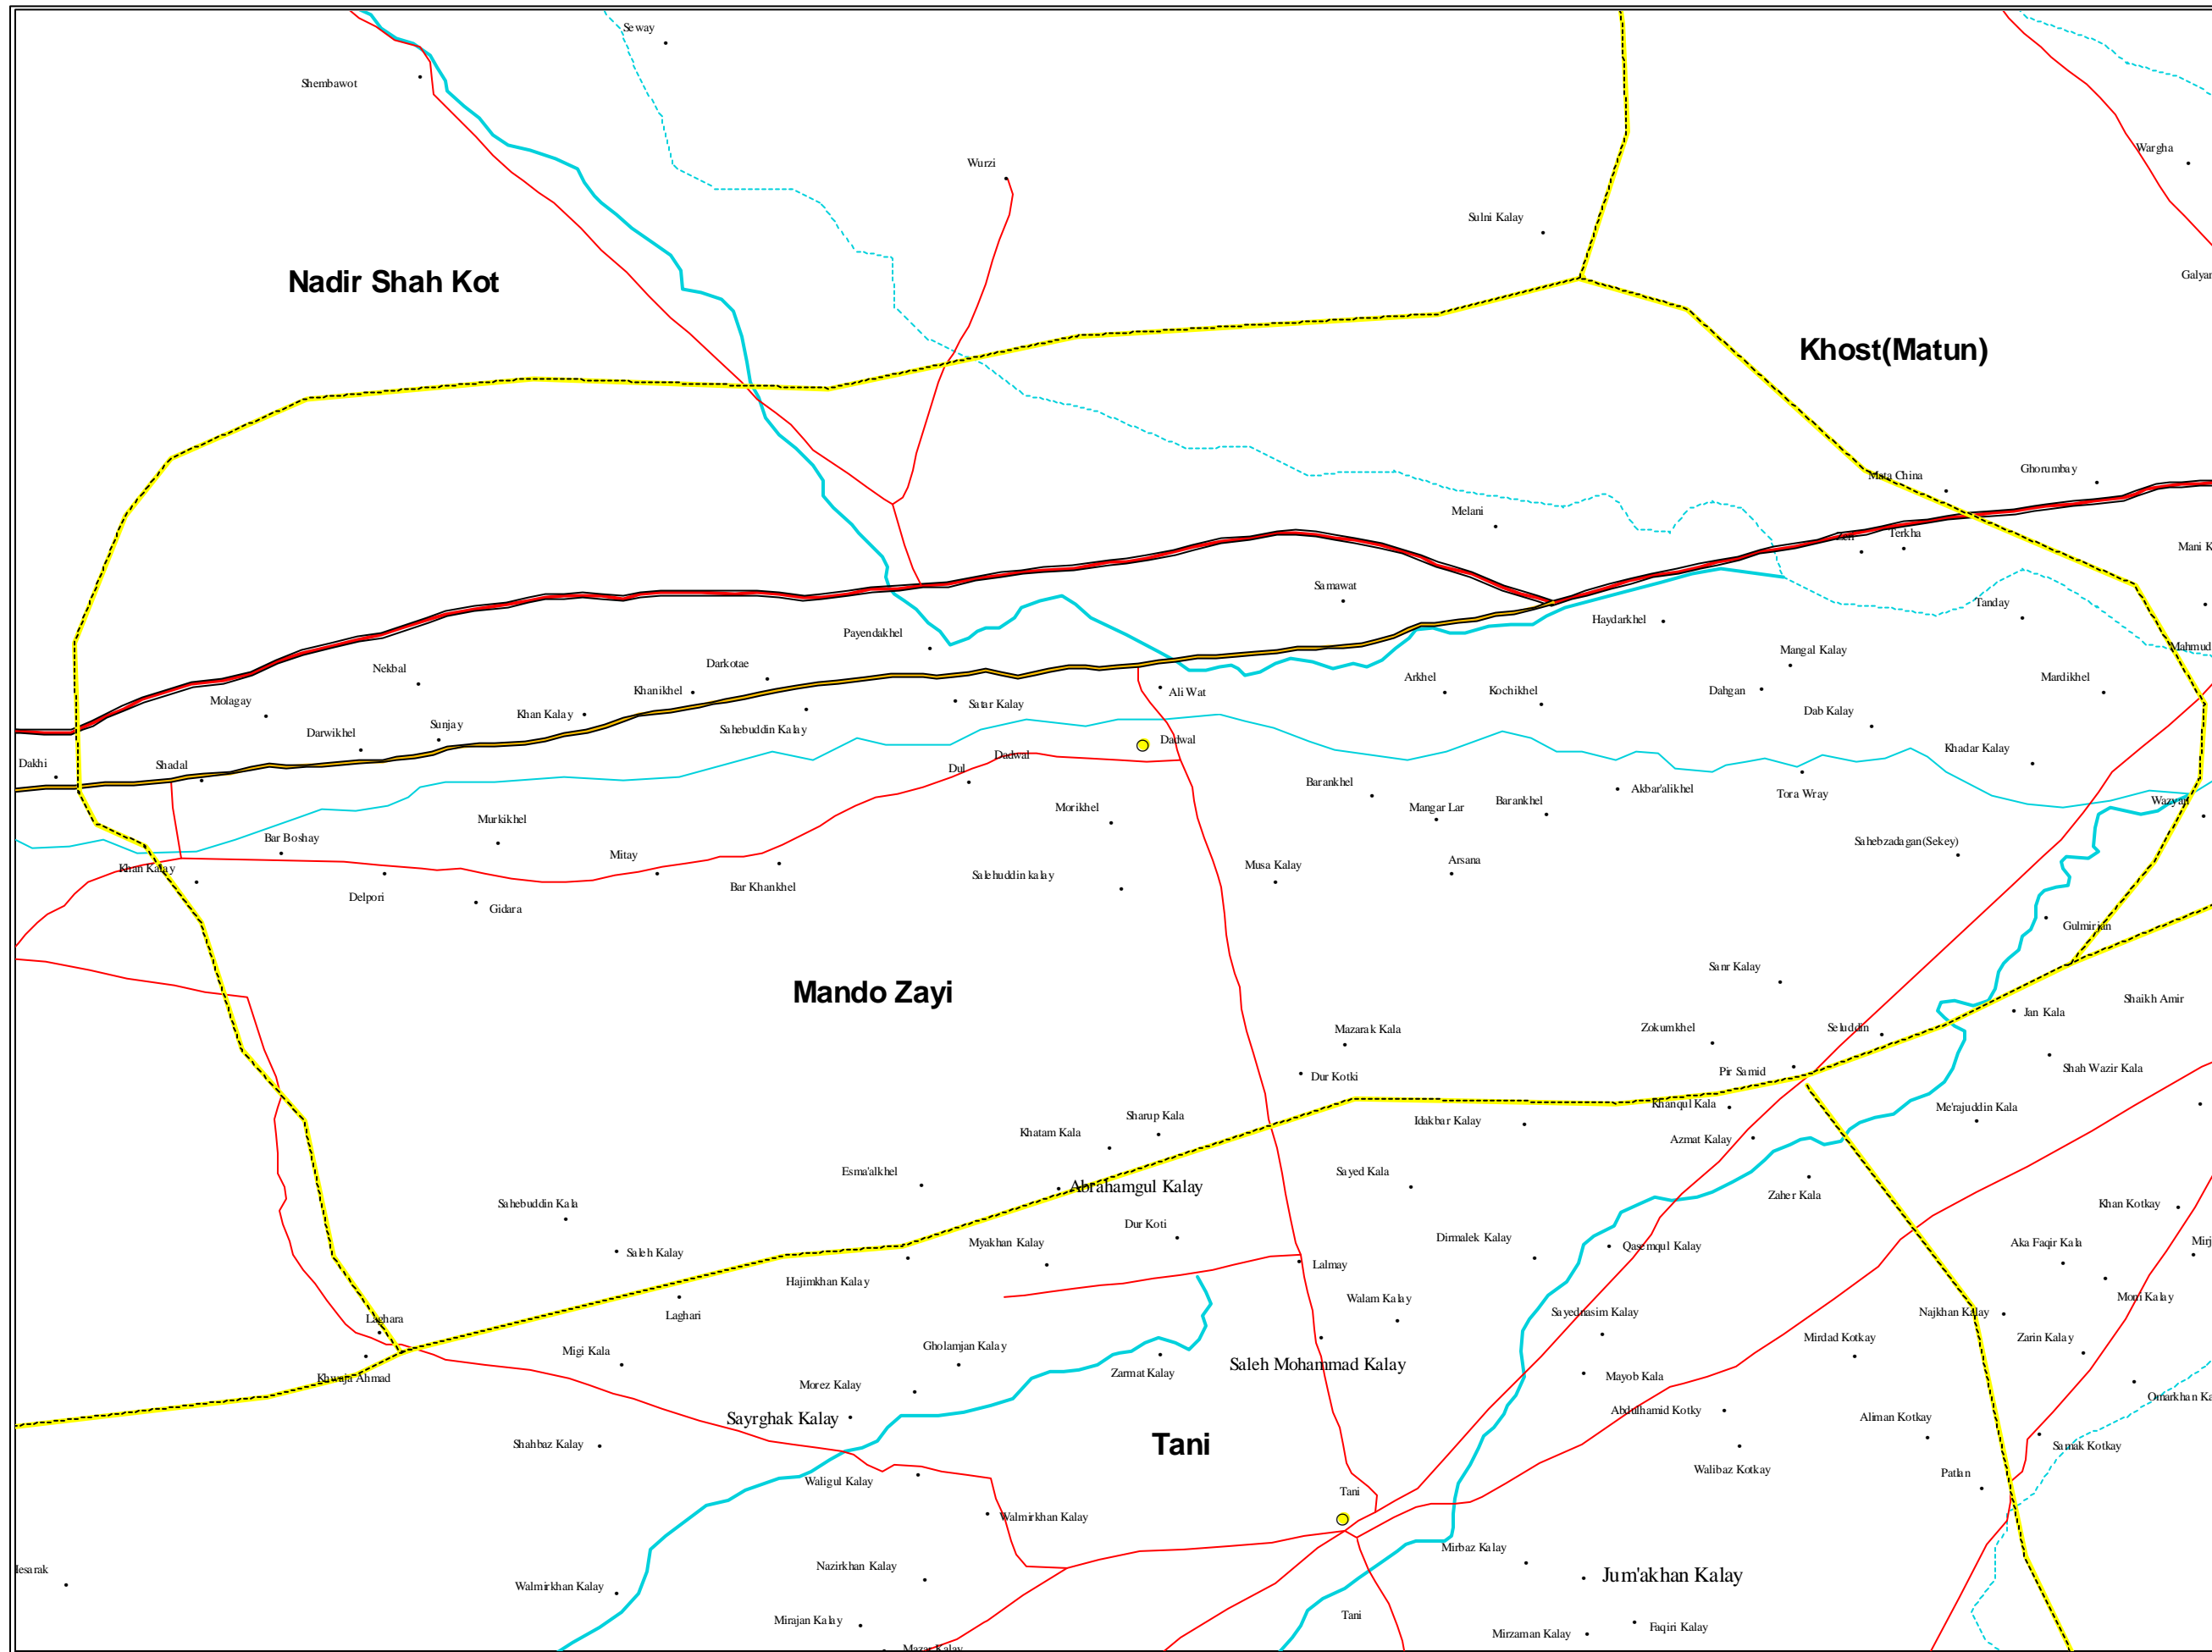 Seway
Shembawot
Wurzi
Wargha
Sulni Kalay
Nadir Shah Kot
Khost(Matun)
Ghorumbay
Mata China
Melani
Terkha
Samawat
Tanday
Haydarkhel
Payendakhel
Mangal Kalay
Darkotae
Nekbal
Arkhel
Mardikhel
Khanikhel
Kochikhel
Dahgan
Ali Wat
Molagay
Satar Kalay
Khan Kalay
Sunjay
Dab Kalay
Darwikhel
Sahebuddin Kalay
Dadwal
Khadar Kalay
Dadwal
Dakhi
Shadal
Dul
Barankhel
Akbar'alikhel
Tora Wray
Barankhel
Mangar Lar
Morikhel
Murkikhel
Bar Boshay
Sahebzadagan(Sekey)
Mitay
Arsana
Musa Kalay
Khan Kalay
Salehuddin kalay
Bar Khankhel
Delpori
Gidara
Gulmirjan
Sanr Kalay
Mando Zayi
Shaikh Amir
Jan Kala
Mazarak Kala
Zokumkhel
Seluddin
Shah Wazir Kala
Pir Samid
Dur Kotki
Khanqul Kala
Me'rajuddin Kala
Sharup Kala
Idakbar Kalay
Khatam Kala
Azmat Kalay
Esma'alkhel
Sayed Kala
Abrahamgul Kalay
Zaher Kala
Sahebuddin Kala
Khan Kotkay
Dur Koti
Dirmalek Kalay
Myakhan Kalay
Aka Faqir Kala
Qasemqul Kalay
Saleh Kalay
Lalmay
Hajimkhan Kalay
Walam Kalay
Momi Kalay
Sayednasim Kalay
Najkhan Kalay
Laghari
Laghara
Mirdad Kotkay
Zarin Kalay
Gholamjan Kalay
Migi Kala
Saleh Mohammad Kalay
Zarmat Kalay
Mayob Kala
Khwaja Ahmad
Morez Kalay
Abdulhamid Kotky
Sayrghak Kalay
Aliman Kotkay
Shahbaz Kalay
Tani
Samak Kotkay
Walibaz Kotkay
Patlan
Waligul Kalay
Tani
Walmirkhan Kalay
Mirbaz Kalay
Nazirkhan Kalay
Jum'akhan Kalay
Walmirkhan Kalay
Tani
Mirajan Kalay
Faqiri Kalay
Mirzaman Kalay